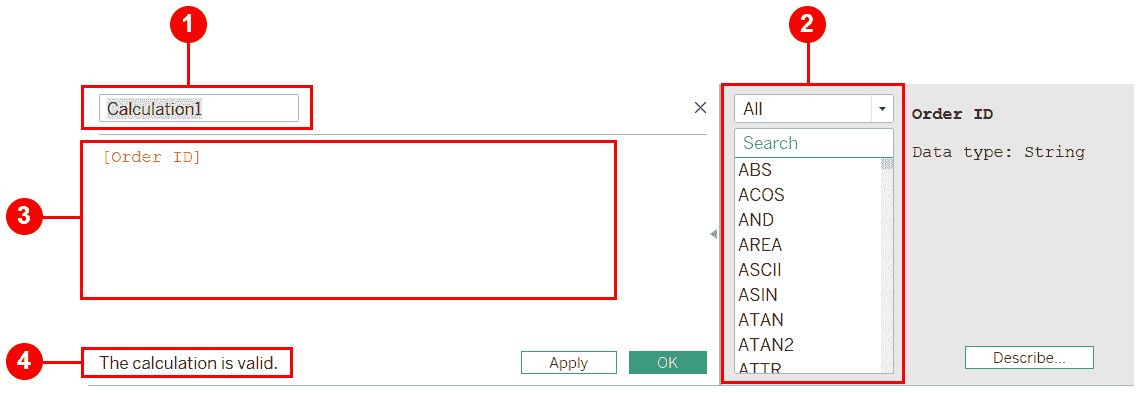 1
2
Calculation1
All
Order ID
Search
[Order ID]
Data type: String
ABS
ACOS
AND
3
AREA
ASCII
ASIN
ATAN
ATAN2
4
The calculation is valid.
Apply
OK
ATTR
Describe...